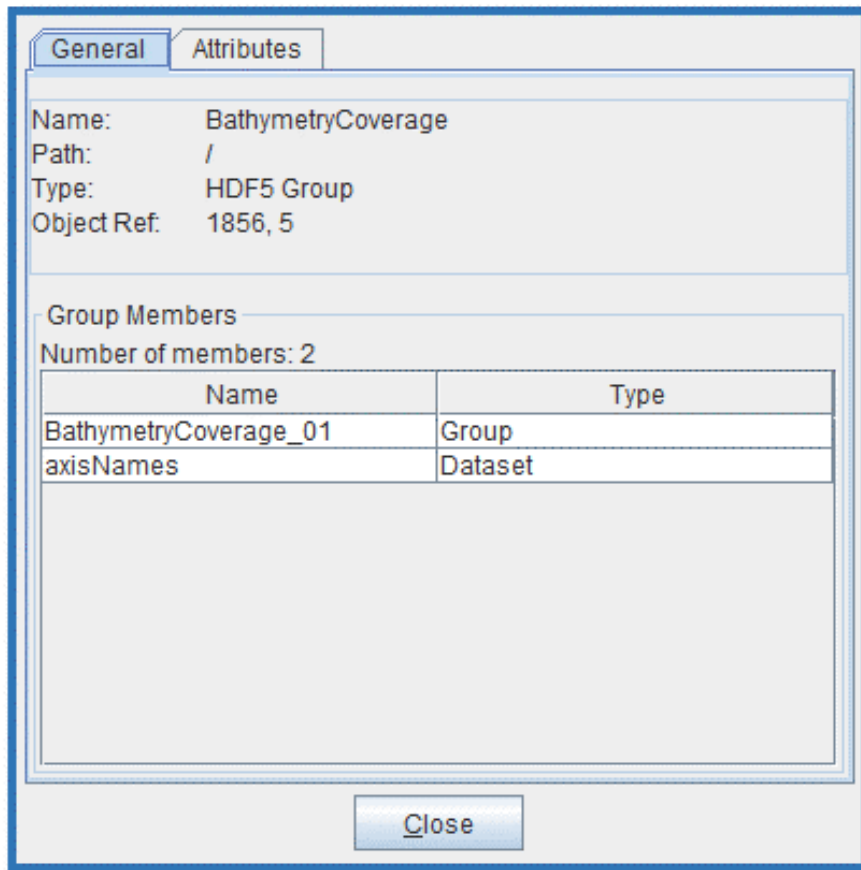 General Attributes
Name: BathymetryCoverage
Path: /
Type: HDF5 Group
Object Ref: 1856, 5
Group Members
Number of members: 2
Name Type
BathymetryCoverage_01 Group
axisNames Dataset
Close